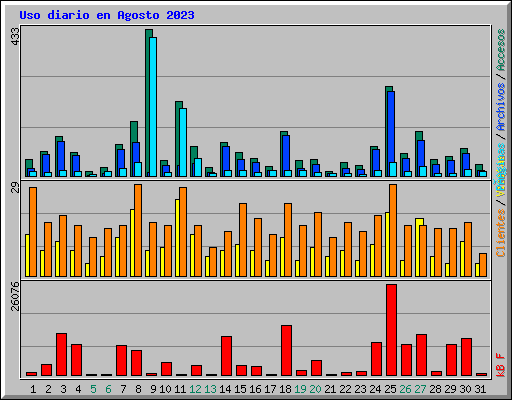 Uso diario en Agosto 2023
433
29
26076
1 2 3 4 5 6 7 8 9 10 11 12 13 14 15 16 17 18 19 20 21 22 23 24 25 26 27 28 29 30 31
Archivos / Accesos
Clientes /
kB F